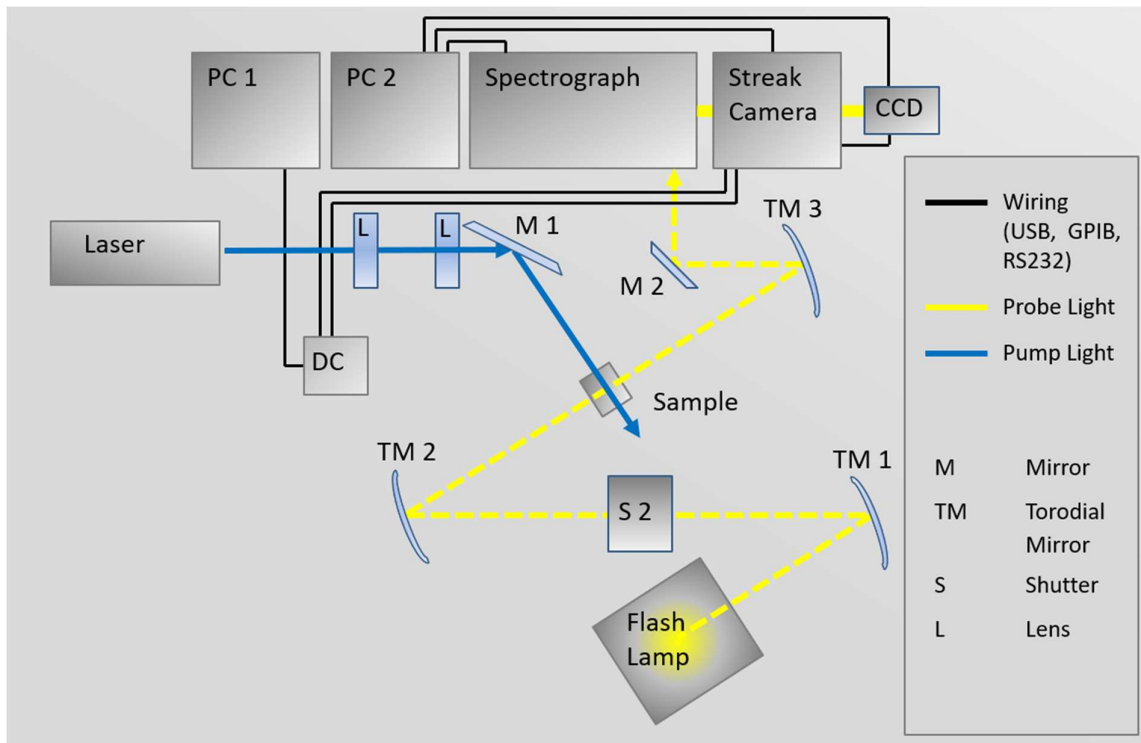 PC 1
PC 2
Spectrograph
Streak
Camera
CCD
Laser
L
L
M 1
M 2
TM 3
DC
Sample
TM 2
S 2
TM 1
Flash
Lamp
Wiring
(USB, GPIB,
RS232)
Probe Light
Pump Light
M Mirror
TM Torodial
Mirror
S Shutter
L Lens